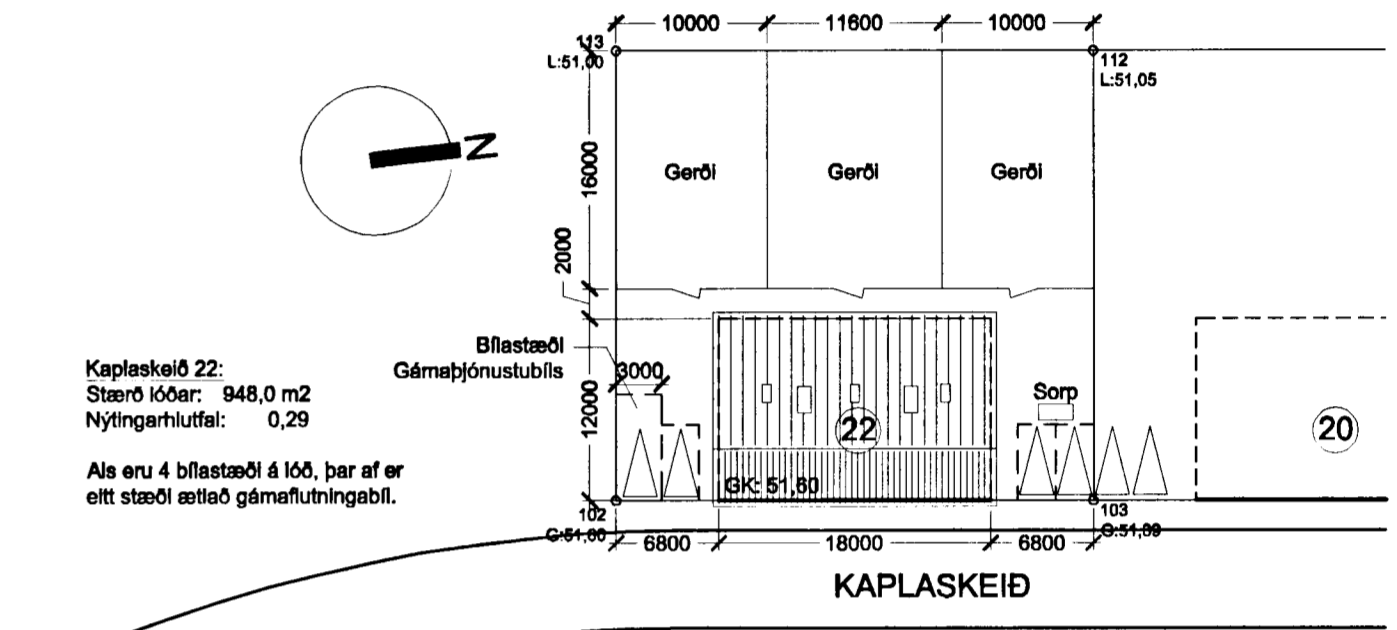 10000 11600 10000
113
L:51,00
112
L:51,05
N
16000
Gerði Gerði Gerði
2000
Bílastæði
Gámaþjónustubíls
3000
Kaplaskeið 22:
Stærð lóðar: 948,0 m2
Nýtingarhlutfal: 0,29
12000
Sorp
22
20
Als eru 4 bílastæði á lóð, þar af er
eitt stæði ætlað gámaflutningabíl.
GK: 51,60
102
103
G:51,60
6800 18000 6800
G:51,69
KAPLASKEIÐ